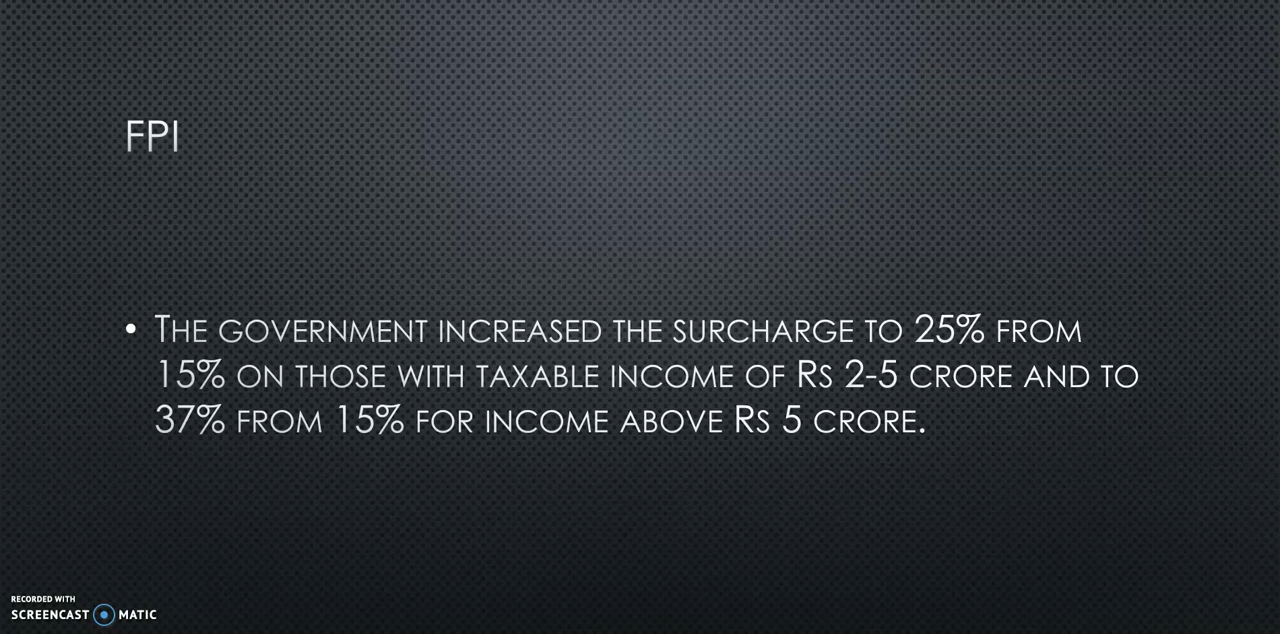 FPI
• The government increased the surcharge to 25% from
15% on those with taxable income of Rs 2-5 crore and to
37% from 15% for income above Rs 5 crore.
RECORDED WITH
SCREENCAST MATIC